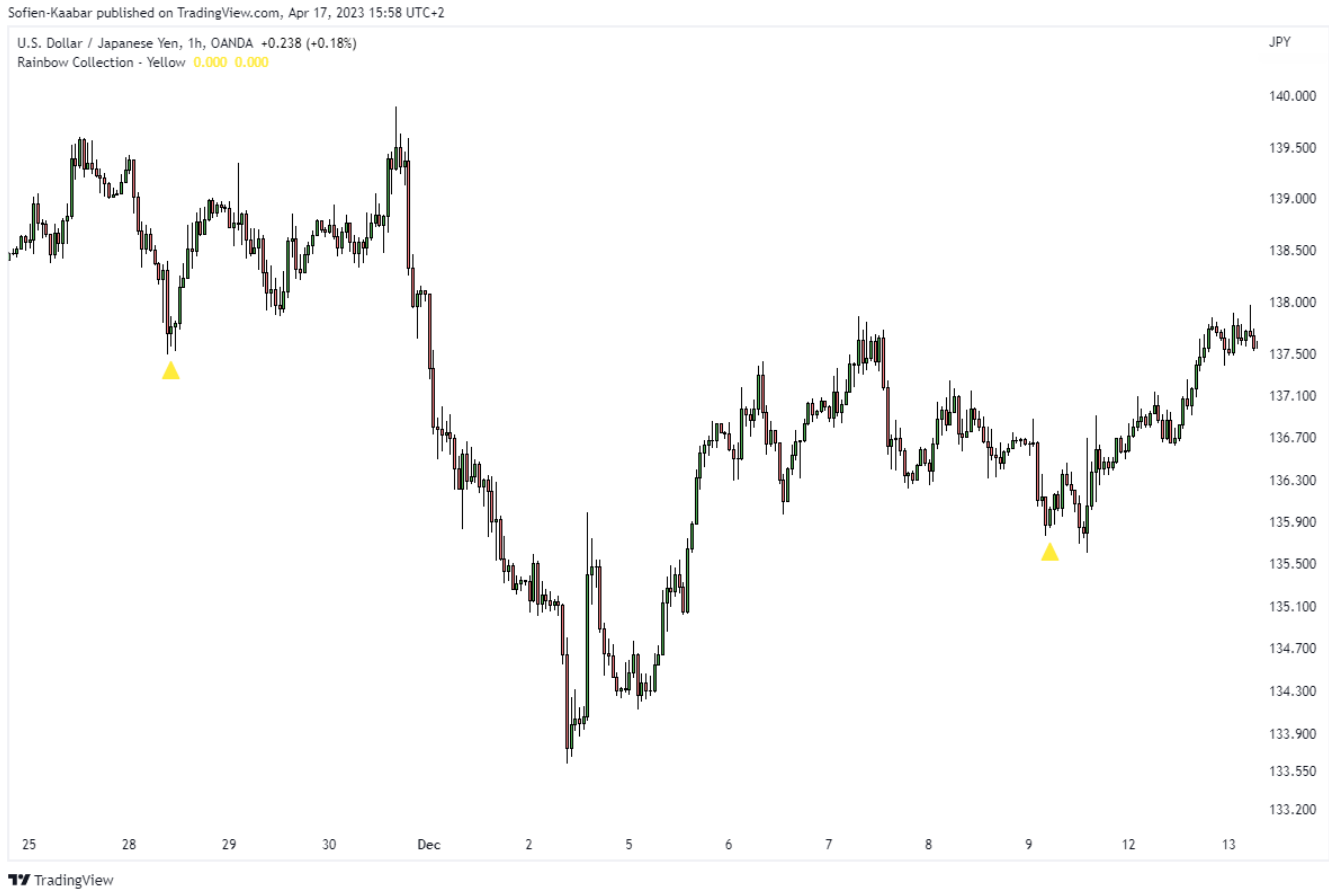 Sofien-Kaabar published on TradingView.com, Apr 17, 2023 15:58 UTC+2
U.S. Dollar / Japanese Yen, 1h, OANDA +0.238 (+0.18%)
JPY
Rainbow Collection - Yellow 0.000 0.000
140.000
139.500
139.000
138.500
138.000
137.500
137.100
136.700
136.300
135.900
135.500
135.100
134.700
134.300
133.900
133.550
133.200
25 28 29 30 Dec 2 5 6 7 8 9 12 13
TradingView